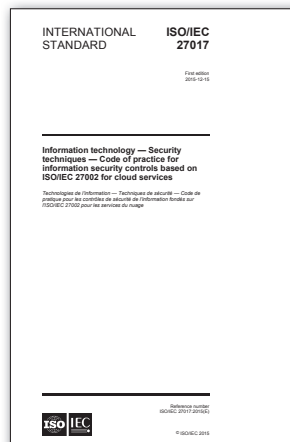 INTERNATIONAL
STANDARD
ISO/IEC
27017
First edition
2015-12-15
Information technology — Security
techniques — Code of practice for
information security controls based on
ISO/IEC 27002 for cloud services
Technologies de l'information — Techniques de sécurité — Code de
pratique pour les contrôles de sécurité de l'information fondés sur
l'ISO/IEC 27002 pour les services du nuage
Reference number
ISO/IEC 27017:2015(E)
ISO IEC
© ISO/IEC 2015